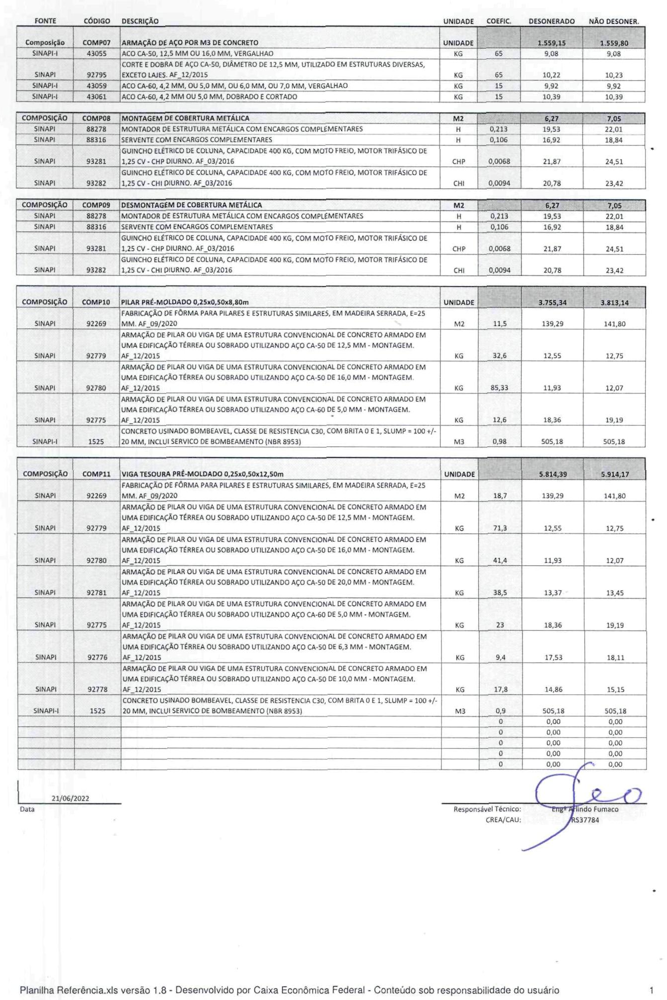 FONTE CÓDIGO DESCRIÇÃO UNIDADE COEFIC. DESONERADO NÃO DESONER.
Composição COMP07 ARMAÇÃO DE AÇO POR M3 DE CONCRETO UNIDADE 1.559,15 1.559,80
SINAPI-I 43055 ACO CA-50, 12,5 MM OU 16,0 MM, VERGALHAO KG 65 9,08 9,08
CORTE E DOBRA DE AÇO CA-50, DIÂMETRO DE 12,5 MM, UTILIZADO EM ESTRUTURAS DIVERSAS,
SINAPI 92795 EXCETO LAJES. AF_12/2015 KG 65 10,22 10,23
SINAPI-I 43059 ACO CA-60, 4,2 MM, OU 5,0 MM, OU 6,0 MM, OU 7,0 MM, VERGALHAO KG 15 9,92 9,92
SINAPI-I 43061 ACO CA-60, 4,2 MM OU 5,0 MM, DOBRADO E CORTADO KG 15 10,39 10,39
COMPOSIÇÃO COMP08 MONTAGEM DE COBERTURA METÁLICA M2 6,27 7,05
SINAPI 88278 MONTADOR DE ESTRUTURA METÁLICA COM ENCARGOS COMPLEMENTARES H 0,213 19,53 22,01
SINAPI 88316 SERVENTE COM ENCARGOS COMPLEMENTARES H 0,106 16,92 18,84
GUINCHO ELÉTRICO DE COLUNA, CAPACIDADE 400 KG, COM MOTO FREIO, MOTOR TRIFÁSICO DE
SINAPI 93281 1,25 CV - CHP DIURNO. AF_03/2016 CHP 0,0068 21,87 24,51
GUINCHO ELÉTRICO DE COLUNA, CAPACIDADE 400 KG, COM MOTO FREIO, MOTOR TRIFÁSICO DE
SINAPI 93282 1,25 CV - CHI DIURNO. AF_03/2016 CHI 0,0094 20,78 23,42
COMPOSIÇÃO COMP09 DESMONTAGEM DE COBERTURA METÁLICA M2 6,27 7,05
SINAPI 88278 MONTADOR DE ESTRUTURA METÁLICA COM ENCARGOS COMPLEMENTARES H 0,213 19,53 22,01
SINAPI 88316 SERVENTE COM ENCARGOS COMPLEMENTARES H 0,106 16,92 18,84
GUINCHO ELÉTRICO DE COLUNA, CAPACIDADE 400 KG, COM MOTO FREIO, MOTOR TRIFÁSICO DE
SINAPI 93281 1,25 CV - CHP DIURNO. AF_03/2016 CHP 0,0068 21,87 24,51
GUINCHO ELÉTRICO DE COLUNA, CAPACIDADE 400 KG, COM MOTO FREIO, MOTOR TRIFÁSICO DE
SINAPI 93282 1,25 CV - CHI DIURNO. AF_03/2016 CHI 0,0094 20,78 23,42
COMPOSIÇÃO COMP10 PILAR PRÉ-MOLDADO 0,25x0,50x8,80m UNIDADE 3.755,34 3.813,14
FABRICAÇÃO DE FÔRMA PARA PILARES E ESTRUTURAS SIMILARES, EM MADEIRA SERRADA, E=25
SINAPI 92269 MM. AF_09/2020 M2 11,5 139,29 141,80
ARMAÇÃO DE PILAR OU VIGA DE UMA ESTRUTURA CONVENCIONAL DE CONCRETO ARMADO EM
UMA EDIFICAÇÃO TÉRREA OU SOBRADO UTILIZANDO AÇO CA-50 DE 12,5 MM - MONTAGEM.
SINAPI 92779 AF_12/2015 KG 32,6 12,55 12,75
ARMAÇÃO DE PILAR OU VIGA DE UMA ESTRUTURA CONVENCIONAL DE CONCRETO ARMADO EM
UMA EDIFICAÇÃO TÉRREA OU SOBRADO UTILIZANDO AÇO CA-50 DE 16,0 MM - MONTAGEM.
SINAPI 92780 AF_12/2015 KG 85,33 11,93 12,07
ARMAÇÃO DE PILAR OU VIGA DE UMA ESTRUTURA CONVENCIONAL DE CONCRETO ARMADO EM
UMA EDIFICAÇÃO TÉRREA OU SOBRADO UTILIZANDO AÇO CA-60 DE 5,0 MM - MONTAGEM.
SINAPI 92775 AF_12/2015 KG 12,6 18,36 19,19
CONCRETO USINADO BOMBEAVEL, CLASSE DE RESISTENCIA C30, COM BRITA 0 E 1, SLUMP = 100 +/-
SINAPI-I 1525 20 MM, INCLUI SERVICO DE BOMBEAMENTO (NBR 8953) M3 0,98 505,18 505,18
COMPOSIÇÃO COMP11 VIGA TESOURA PRÉ-MOLDADO 0,25x0,50x12,50m UNIDADE 5.814,39 5.914,17
FABRICAÇÃO DE FÔRMA PARA PILARES E ESTRUTURAS SIMILARES, EM MADEIRA SERRADA, E=25
SINAPI 92269 MM. AF_09/2020 M2 18,7 139,29 141,80
ARMAÇÃO DE PILAR OU VIGA DE UMA ESTRUTURA CONVENCIONAL DE CONCRETO ARMADO EM
UMA EDIFICAÇÃO TÉRREA OU SOBRADO UTILIZANDO AÇO CA-50 DE 12,5 MM - MONTAGEM.
SINAPI 92779 AF_12/2015 KG 71,3 12,55 12,75
ARMAÇÃO DE PILAR OU VIGA DE UMA ESTRUTURA CONVENCIONAL DE CONCRETO ARMADO EM
UMA EDIFICAÇÃO TÉRREA OU SOBRADO UTILIZANDO AÇO CA-50 DE 16,0 MM - MONTAGEM.
SINAPI 92780 AF_12/2015 KG 41,4 11,93 12,07
ARMAÇÃO DE PILAR OU VIGA DE UMA ESTRUTURA CONVENCIONAL DE CONCRETO ARMADO EM
UMA EDIFICAÇÃO TÉRREA OU SOBRADO UTILIZANDO AÇO CA-50 DE 20,0 MM - MONTAGEM.
SINAPI 92781 AF_12/2015 KG 38,5 13,37 13,45
ARMAÇÃO DE PILAR OU VIGA DE UMA ESTRUTURA CONVENCIONAL DE CONCRETO ARMADO EM
UMA EDIFICAÇÃO TÉRREA OU SOBRADO UTILIZANDO AÇO CA-60 DE 5,0 MM - MONTAGEM.
SINAPI 92775 AF_12/2015 KG 23 18,36 19,19
ARMAÇÃO DE PILAR OU VIGA DE UMA ESTRUTURA CONVENCIONAL DE CONCRETO ARMADO EM
UMA EDIFICAÇÃO TÉRREA OU SOBRADO UTILIZANDO AÇO CA-50 DE 6,3 MM - MONTAGEM.
SINAPI 92776 AF_12/2015 KG 9,4 17,53 18,11
ARMAÇÃO DE PILAR OU VIGA DE UMA ESTRUTURA CONVENCIONAL DE CONCRETO ARMADO EM
UMA EDIFICAÇÃO TÉRREA OU SOBRADO UTILIZANDO AÇO CA-50 DE 10,0 MM - MONTAGEM.
SINAPI 92778 AF_12/2015 KG 17,8 14,86 15,15
CONCRETO USINADO BOMBEAVEL, CLASSE DE RESISTENCIA C30, COM BRITA 0 E 1, SLUMP = 100 +/-
SINAPI-I 1525 20 MM, INCLUI SERVICO DE BOMBEAMENTO (NBR 8953) M3 0,9 505,18 505,18
0 0,00 0,00
0 0,00 0,00
0 0,00 0,00
0 0,00 0,00
0 0,00 0,00
21/06/2022
Data Responsável Técnico: Engº Arlindo Fumaco
CREA/CAU: RS37784
Planilha Referência.xls versão 1.8 - Desenvolvido por Caixa Econômica Federal - Conteúdo sob responsabilidade do usuário 1